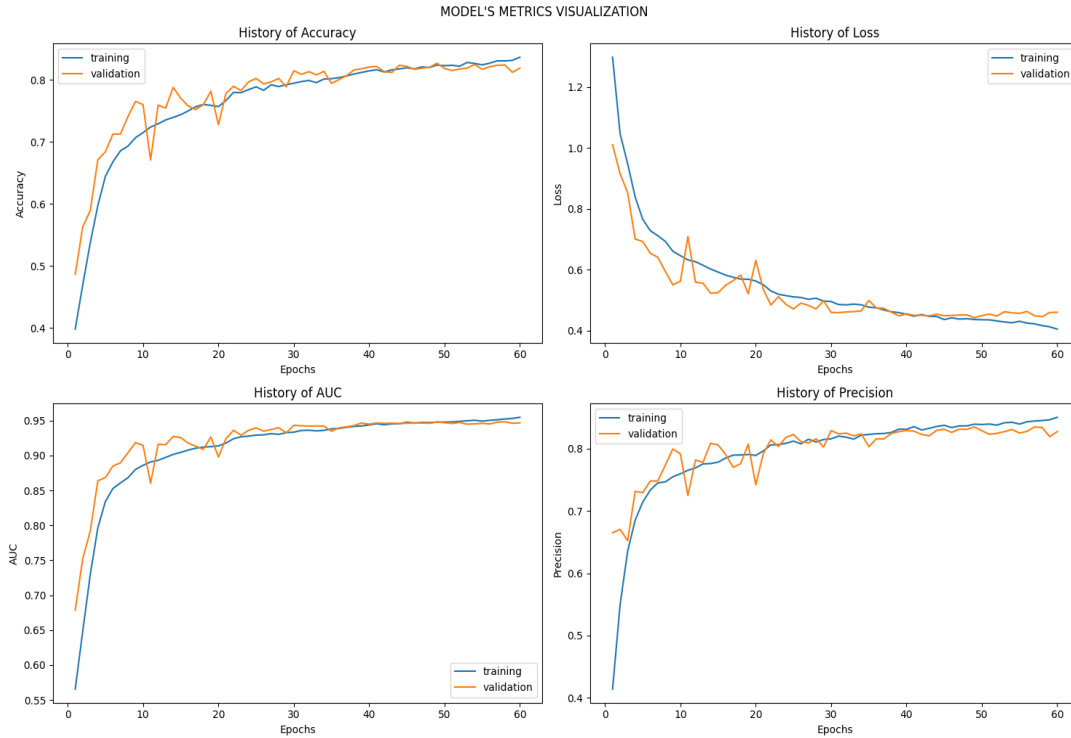 MODEL'S METRICS VISUALIZATION
History of Accuracy
training
validation
0.8
0.7
0.6
0.5
0.4
Accuracy
0
10
20
30
40
50
60
Epochs
History of Loss
training
validation
1.2
1.0
0.8
0.6
0.4
Loss
0
10
20
30
40
50
60
Epochs
History of AUC
0.95
0.90
0.85
0.80
0.75
0.70
0.65
0.60
0.55
AUC
training
validation
0
10
20
30
40
50
60
Epochs
History of Precision
training
validation
0.8
0.7
0.6
0.5
0.4
Precision
0
10
20
30
40
50
60
Epochs